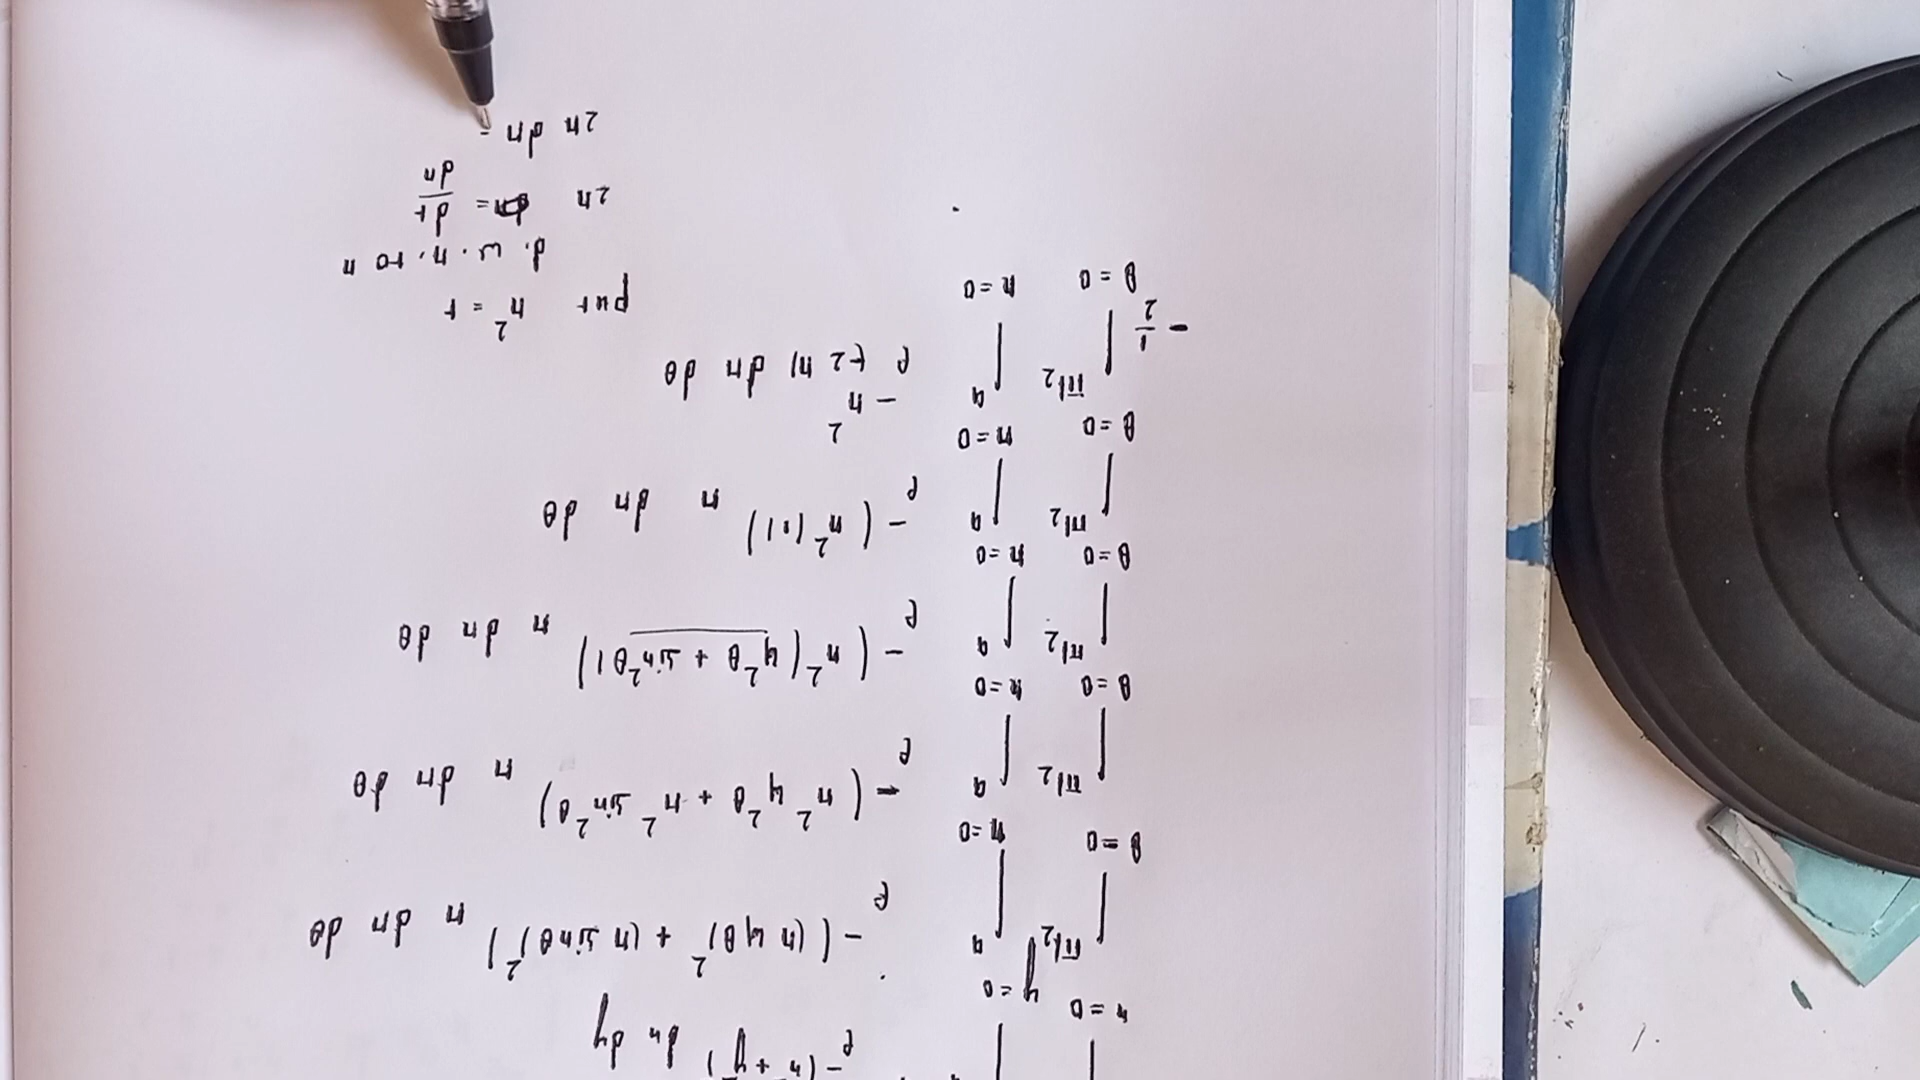 ∫_{x=0} ∫_{y=0} e^{-(x²+y²)} dx dy
∫_{θ=0}^{π/2} ∫_{r=0}^{a} e^{-((r cosθ)² + (r sinθ)²)} r dr dθ
∫_{θ=0}^{π/2} ∫_{r=0}^{a} e^{-(r² cos²θ + r² sin²θ)} r dr dθ
∫_{θ=0}^{π/2} ∫_{r=0}^{a} e^{-(r²(cos²θ + sin²θ))} r dr dθ
∫_{θ=0}^{π/2} ∫_{r=0}^{a} e^{-(r²(1))} r dr dθ
-1/2 ∫_{θ=0}^{π/2} ∫_{r=0}^{a} e^{-r²} (-2r) dr dθ
put r² = t
d. w. r. to r
2r = dt/dr
2r dr =